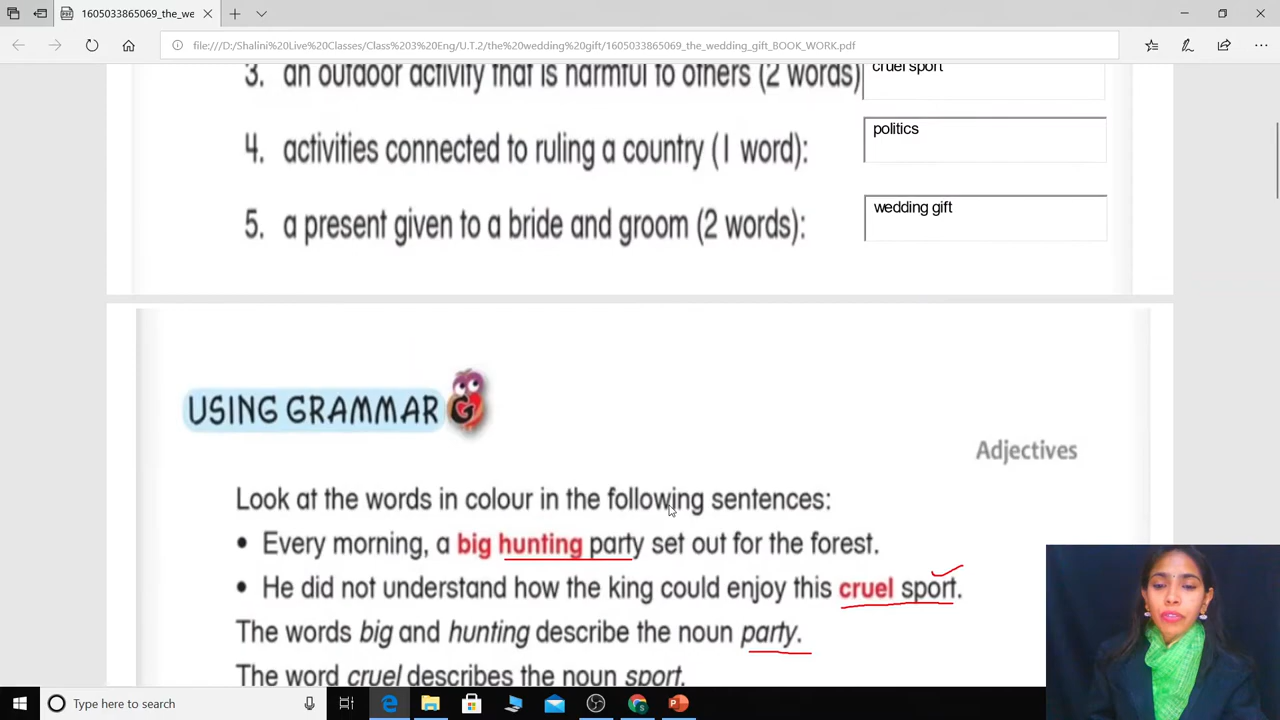 1605033865069_the_we
file:///D:/Shalini%20Live%20Classes/Class%203%20Eng/U.T.2/the%20wedding%20gift/1605033865069_the_wedding_gift_BOOK_WORK.pdf
3. an outdoor activity that is harmful to others (2 words)
cruel sport
4. activities connected to ruling a country (1 word):
politics
5. a present given to a bride and groom (2 words):
wedding gift
USING GRAMMAR G
Adjectives
Look at the words in colour in the following sentences:
• Every morning, a big hunting party set out for the forest.
• He did not understand how the king could enjoy this cruel sport.
The words big and hunting describe the noun party.
The word cruel describes the noun sport.
Type here to search